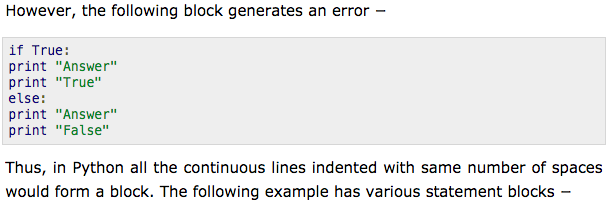 However, the following block generates an error −
if True:
print "Answer"
print "True"
else:
print "Answer"
print "False"
Thus, in Python all the continuous lines indented with same number of spaces
would form a block. The following example has various statement blocks −